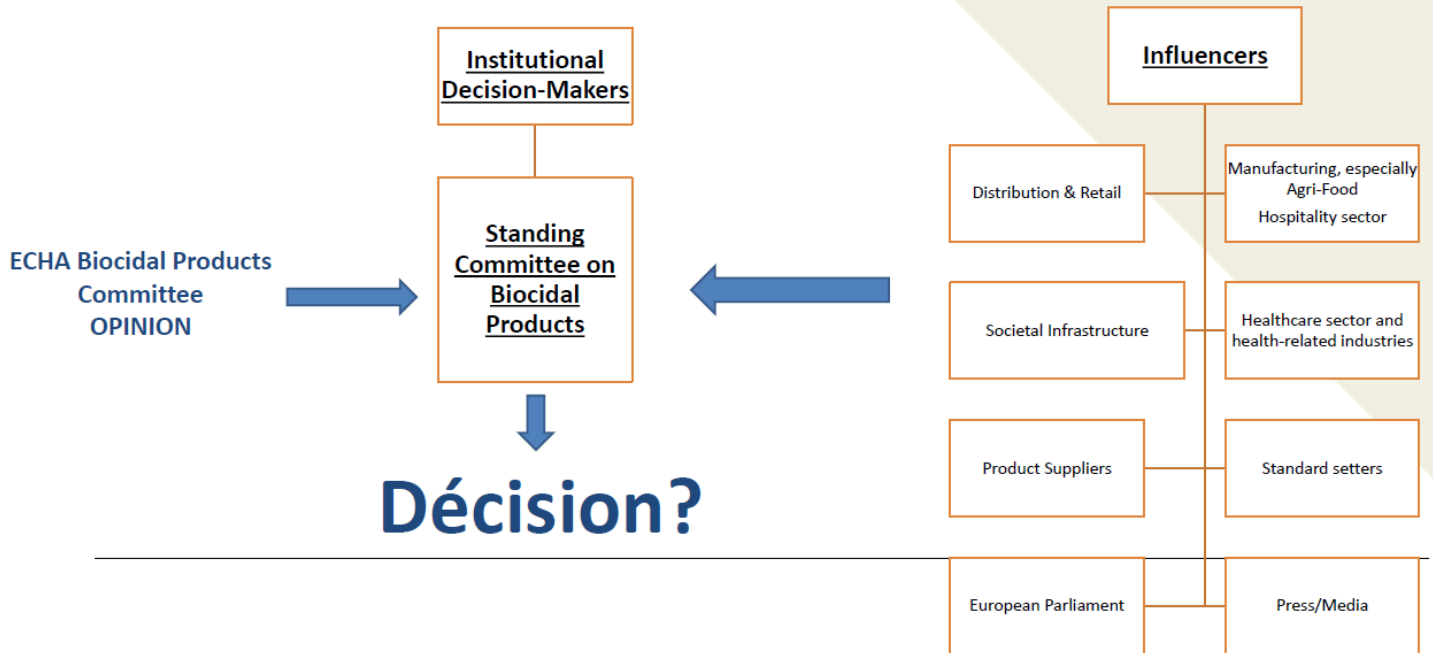 Institutional
Decision-Makers
Standing
Committee on
Biocidal
Products
ECHA Biocidal Products
Committee
OPINION
Décision?
Influencers
Distribution & Retail
Manufacturing, especially
Agri-Food
Hospitality sector
Societal Infrastructure
Healthcare sector and
health-related industries
Product Suppliers
Standard setters
European Parliament
Press/Media